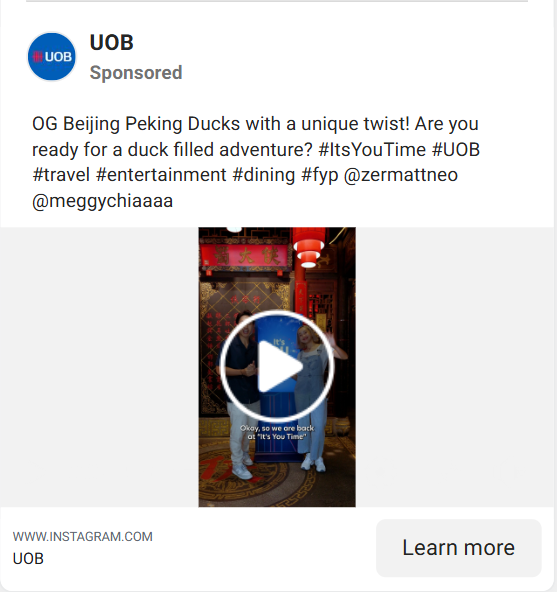 UOB
UOB
Sponsored
OG Beijing Peking Ducks with a unique twist! Are you
ready for a duck filled adventure? #ItsYouTime #UOB
#travel #entertainment #dining #fyp @zermattneo
@meggychiaaaa
It's
Okay, so we are back
at "It's You Time"
WWW.INSTAGRAM.COM
UOB
Learn more